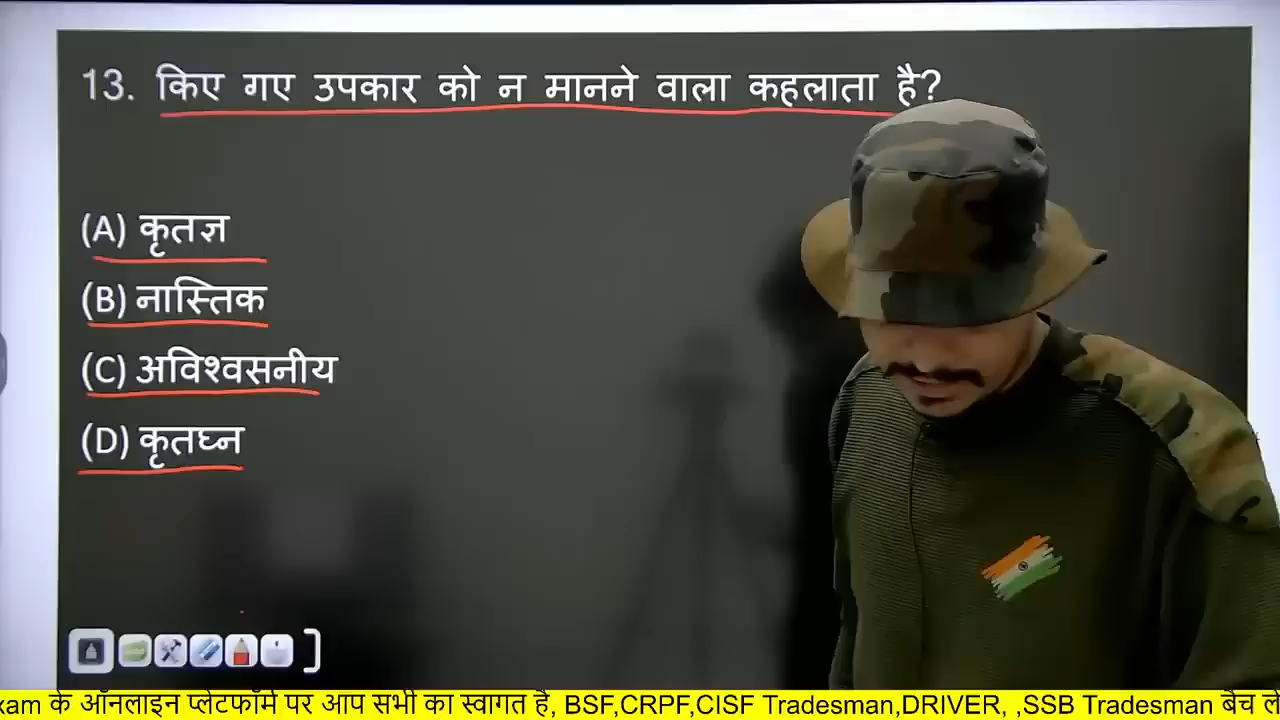 13. किए गए उपकार को न मानने वाला कहलाता है?
(A) कृतज्ञ
(B) नास्तिक
(C) अविश्वसनीय
(D) कृतघ्न
के ऑनलाइन प्लेटफॉर्म पर आप सभी का स्वागत है, BSF,CRPF,CISF Tradesman,DRIVER, ,SSB Tradesman बैच